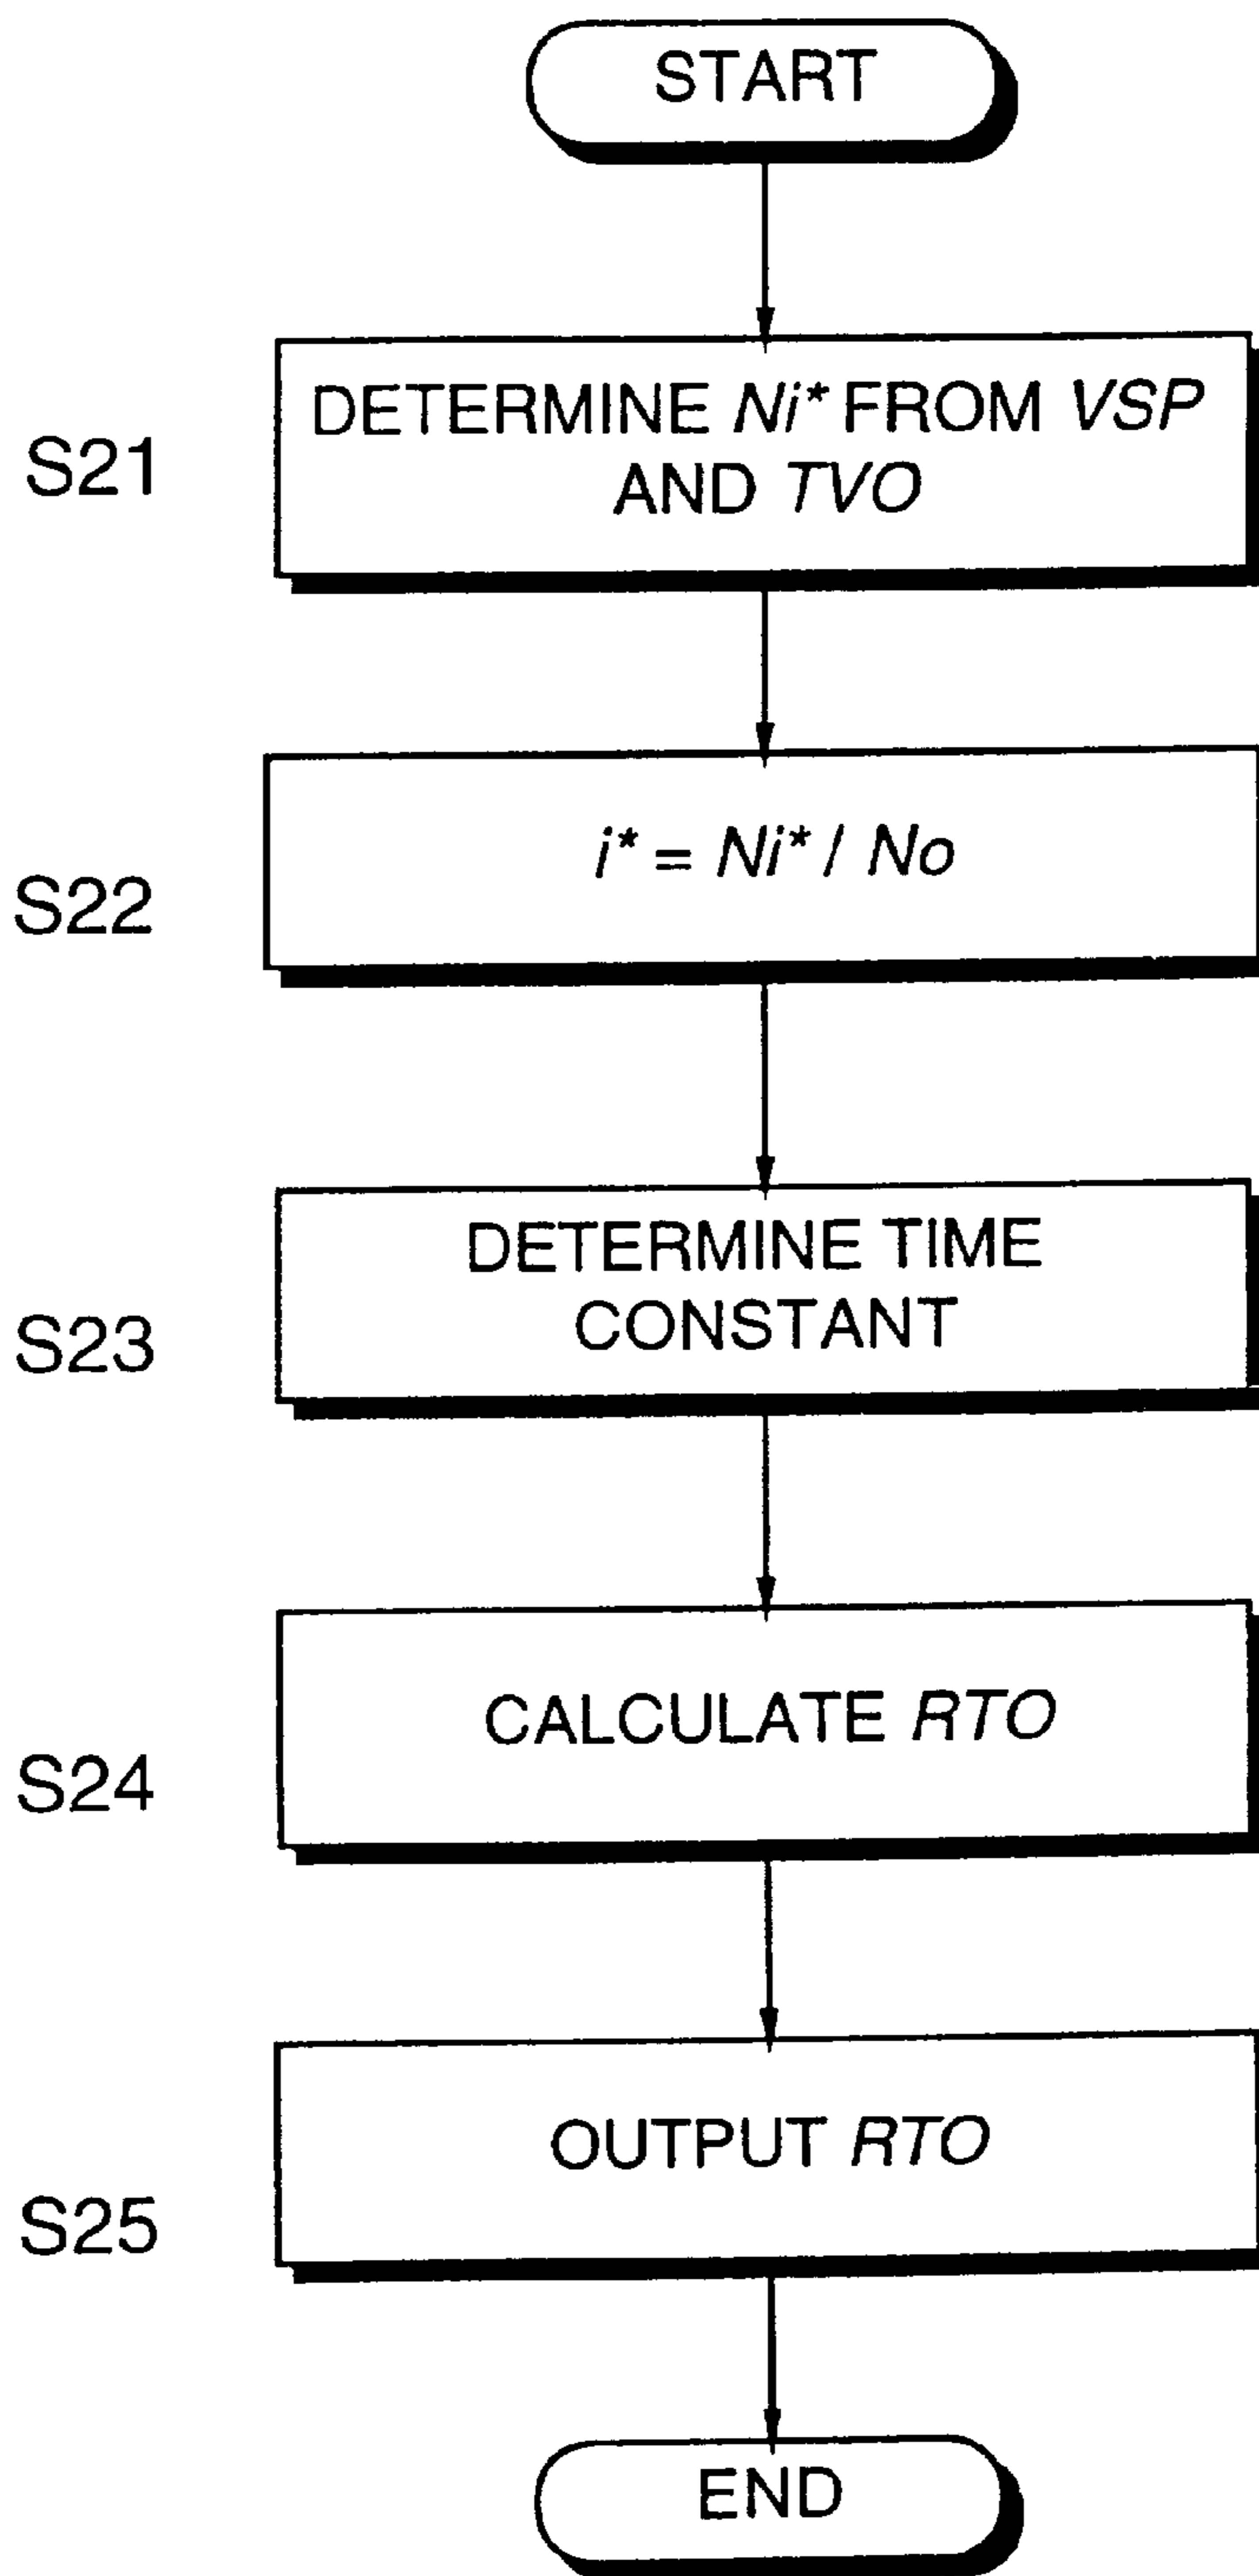 START
S21
DETERMINE Ni* FROM VSP
AND TVO
S22
i* = Ni* / No
S23
DETERMINE TIME
CONSTANT
S24
CALCULATE RTO
S25
OUTPUT RTO
END